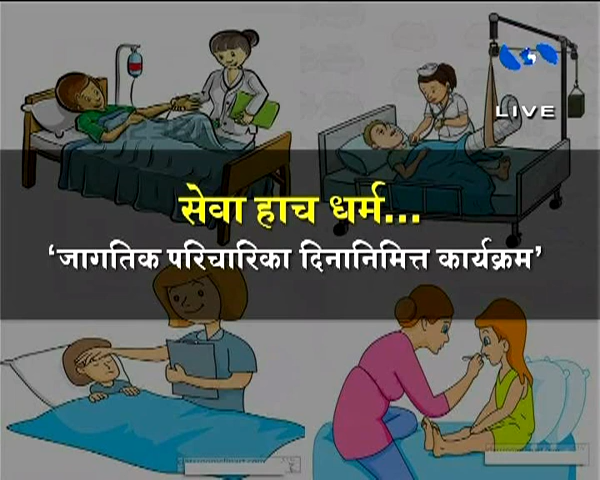 LIVE
सेवा हाच धर्म...
‘जागतिक परिचारिका दिनानिमित्त कार्यक्रम’